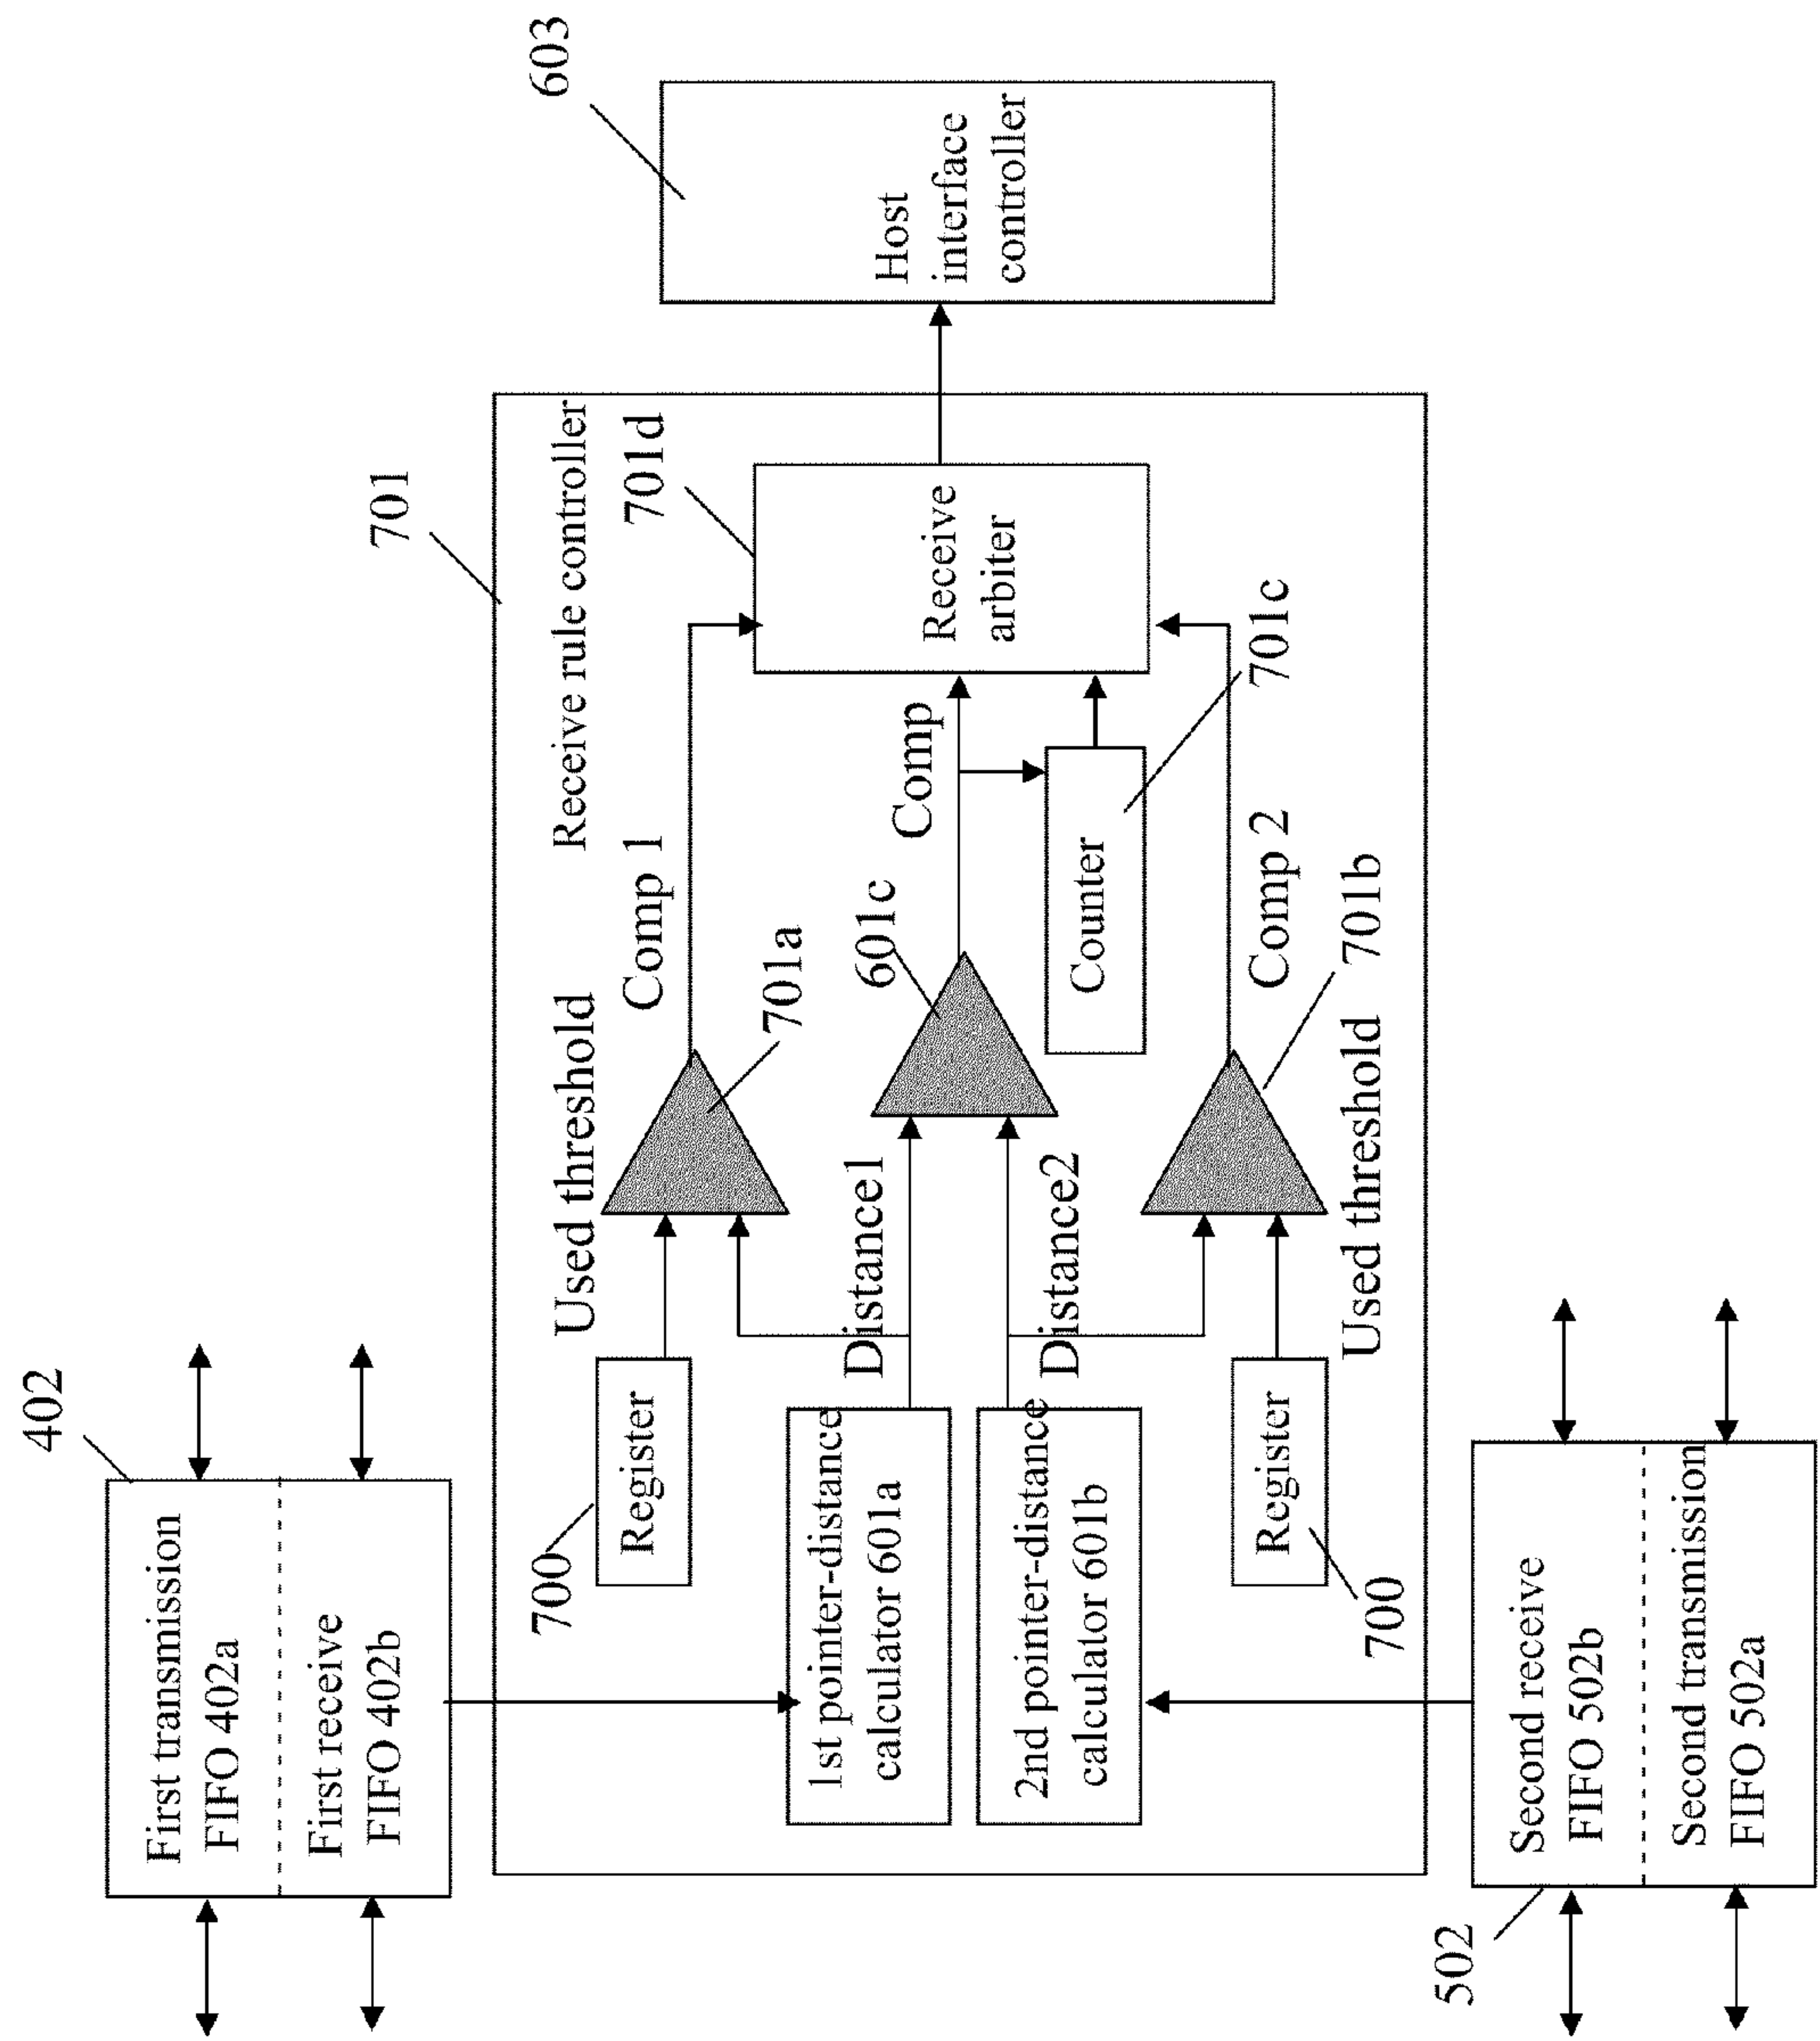 402
First transmission
FIFO 402a
First receive
FIFO 402b
701
Receive rule controller
700
Register
Used threshold
701a
Comp 1
701d
1st pointer-distance
calculator 601a
Distance1
601c
Comp
Receive
arbiter
603
Host
interface
controller
2nd pointer-distance
calculator 601b
Distance2
Counter
701c
Register
700
Used threshold
701b
Comp 2
502
Second receive
FIFO 502b
Second transmission
FIFO 502a